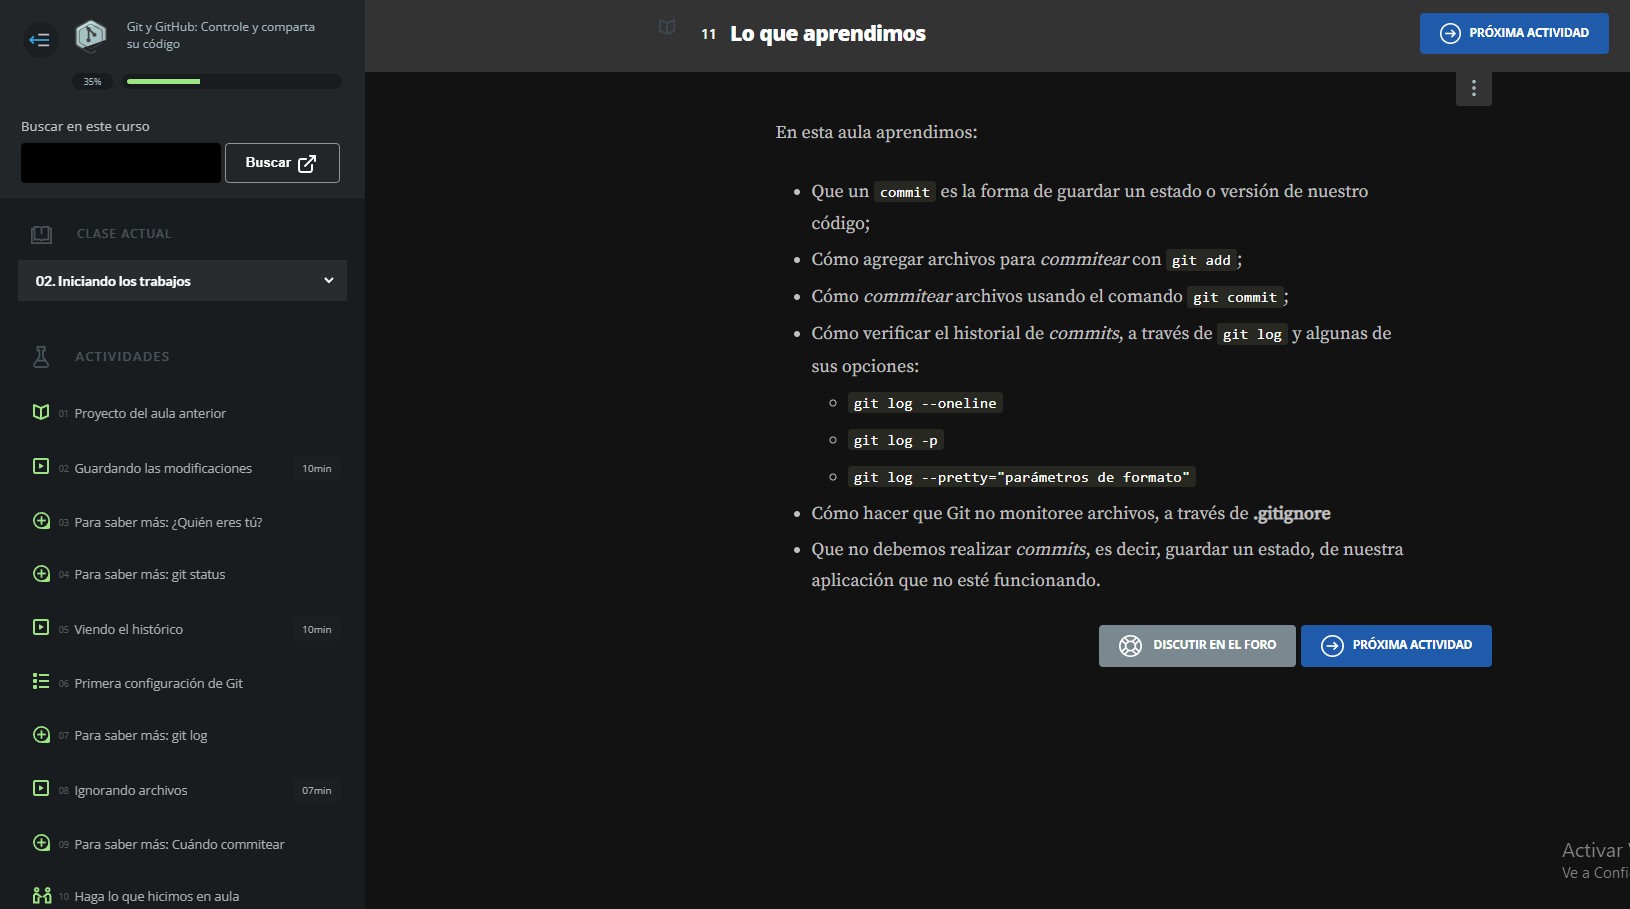 Git y GitHub: Controle y comparta
su código
35%
Buscar en este curso
Buscar
CLASE ACTUAL
02. Iniciando los trabajos
ACTIVIDADES
01 Proyecto del aula anterior
02 Guardando las modificaciones 10min
03 Para saber más: ¿Quién eres tú?
04 Para saber más: git status
05 Viendo el histórico 10min
06 Primera configuración de Git
07 Para saber más: git log
08 Ignorando archivos 07min
09 Para saber más: Cuándo commitear
10 Haga lo que hicimos en aula
11 Lo que aprendimos
PRÓXIMA ACTIVIDAD
En esta aula aprendimos:
• Que un commit es la forma de guardar un estado o versión de nuestro
código;
• Cómo agregar archivos para commitear con git add;
• Cómo commitear archivos usando el comando git commit;
• Cómo verificar el historial de commits, a través de git log y algunas de
sus opciones:
○ git log --oneline
○ git log -p
○ git log --pretty="parámetros de formato"
• Cómo hacer que Git no monitoree archivos, a través de .gitignore
• Que no debemos realizar commits, es decir, guardar un estado, de nuestra
aplicación que no esté funcionando.
DISCUTIR EN EL FORO
PRÓXIMA ACTIVIDAD
Activar
Ve a Confi